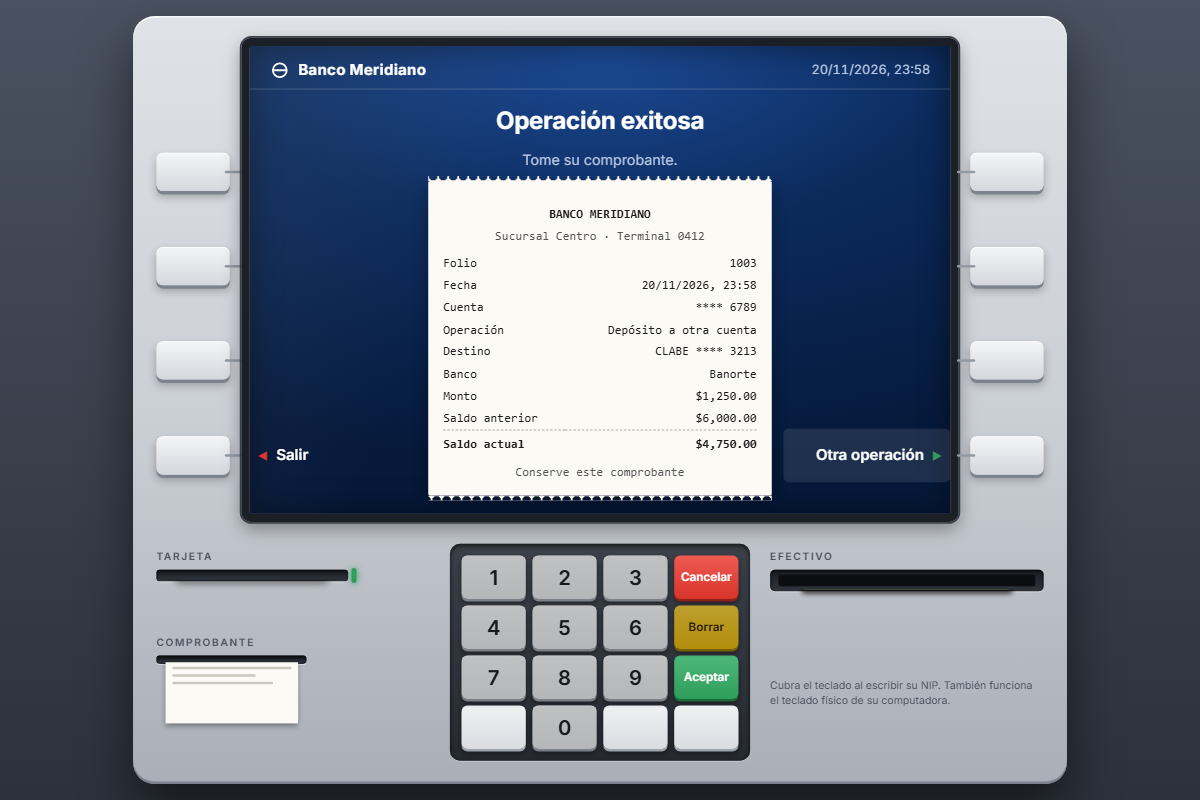 Banco Meridiano
20/11/2026, 23:58
Operación exitosa
Tome su comprobante.
BANCO MERIDIANO
Sucursal Centro · Terminal 0412
Folio 1003
Fecha 20/11/2026, 23:58
Cuenta **** 6789
Operación Depósito a otra cuenta
Destino CLABE **** 3213
Banco Banorte
Monto $1,250.00
Saldo anterior $6,000.00
Saldo actual $4,750.00
Conserve este comprobante
◀ Salir
Otra operación ▶
TARJETA
COMPROBANTE
1 2 3 Cancelar
4 5 6 Borrar
7 8 9 Aceptar
0
EFECTIVO
Cubra el teclado al escribir su NIP. También funciona
el teclado físico de su computadora.